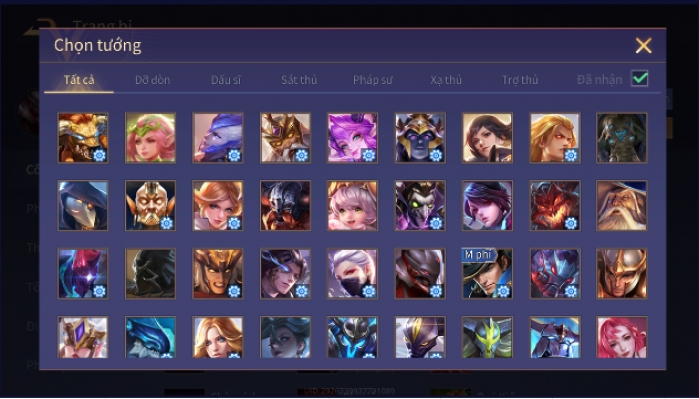 Trang bị
Chọn tướng
Tất cả
Đỡ đòn
Đấu sĩ
Sát thủ
Pháp sư
Xạ thủ
Trợ thủ
Đã nhận
M phí